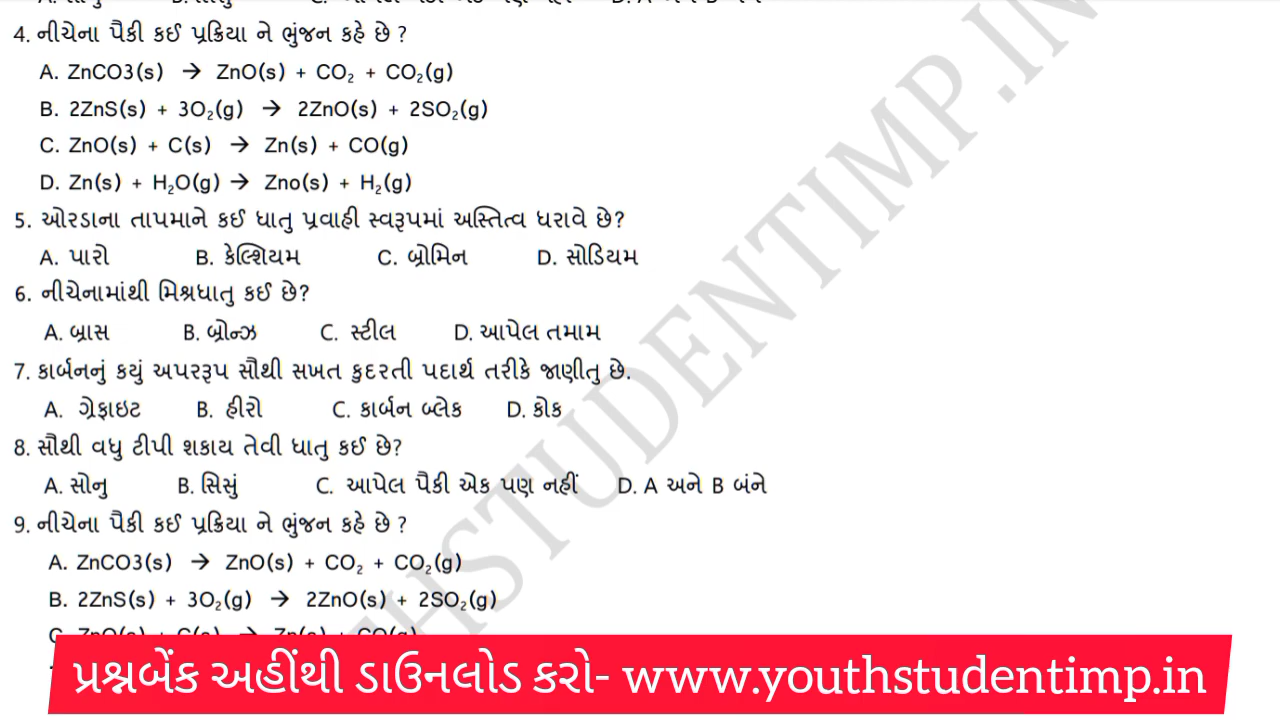 4. નીચેના પૈકી કઈ પ્રક્રિયા ને ભુંજન કહે છે ?
A. ZnCO3(s) → ZnO(s) + CO₂ + CO₂(g)
B. 2ZnS(s) + 3O₂(g) → 2ZnO(s) + 2SO₂(g)
C. ZnO(s) + C(s) → Zn(s) + CO(g)
D. Zn(s) + H₂O(g) → Zno(s) + H₂(g)
5. ઓરડાના તાપમાને કઈ ધાતુ પ્રવાહી સ્વરૂપમાં અસ્તિત્વ ધરાવે છે?
A. પારો B. કેલ્શિયમ C. બ્રોમિન D. સોડિયમ
6. નીચેનામાંથી મિશ્રધાતુ કઈ છે?
A. બ્રાસ B. બ્રોન્ઝ C. સ્ટીલ D. આપેલ તમામ
7. કાર્બનનું કયું અપરરૂપ સૌથી સખત કુદરતી પદાર્થ તરીકે જાણીતુ છે.
A. ગ્રેફાઇટ B. હીરો C. કાર્બન બ્લેક D. કોક
8. સૌથી વધુ ટીપી શકાય તેવી ધાતુ કઈ છે?
A. સોનુ B. સિસું C. આપેલ પૈકી એક પણ નહીં D. A અને B બંને
9. નીચેના પૈકી કઈ પ્રક્રિયા ને ભુંજન કહે છે ?
A. ZnCO3(s) → ZnO(s) + CO₂ + CO₂(g)
B. 2ZnS(s) + 3O₂(g) → 2ZnO(s) + 2SO₂(g)
પ્રશ્નબેંક અહીંથી ડાઉનલોડ કરો- www.youthstudentimp.in